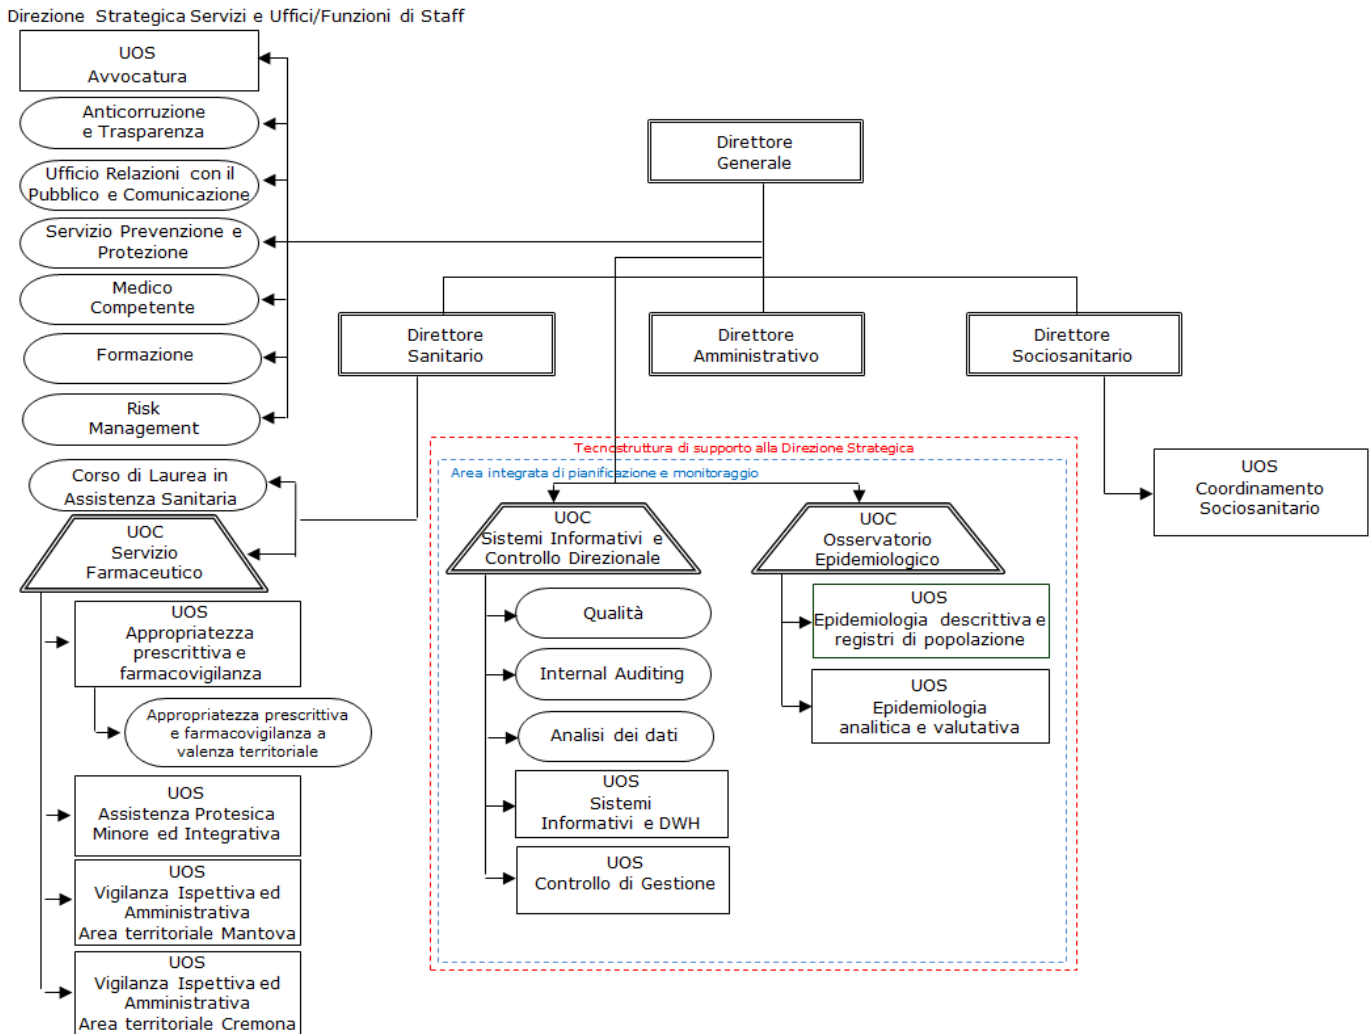 Direzione Strategica Servizi e Uffici/Funzioni di Staff
UOS
Avvocatura
Anticorruzione
e Trasparenza
Ufficio Relazioni con il
Pubblico e Comunicazione
Servizio Prevenzione e
Protezione
Medico
Competente
Formazione
Risk
Management
Corso di Laurea in
Assistenza Sanitaria
UOC
Servizio
Farmaceutico
UOS
Appropriatezza
prescrittiva e
farmacovigilanza
Appropriatezza prescrittiva
e farmacovigilanza a
valenza territoriale
UOS
Assistenza Protesica
Minore ed Integrativa
UOS
Vigilanza Ispettiva ed
Amministrativa
Area territoriale Mantova
UOS
Vigilanza Ispettiva ed
Amministrativa
Area territoriale Cremona
Direttore
Generale
Direttore
Sanitario
Direttore
Amministrativo
Direttore
Sociosanitario
Tecnostruttura di supporto alla Direzione Strategica
Area integrata di pianificazione e monitoraggio
UOC
Sistemi Informativi e
Controllo Direzionale
Qualità
Internal Auditing
Analisi dei dati
UOS
Sistemi
Informativi e DWH
UOS
Controllo di Gestione
UOC
Osservatorio
Epidemiologico
UOS
Epidemiologia descrittiva e
registri di popolazione
UOS
Epidemiologia
analitica e valutativa
UOS
Coordinamento
Sociosanitario